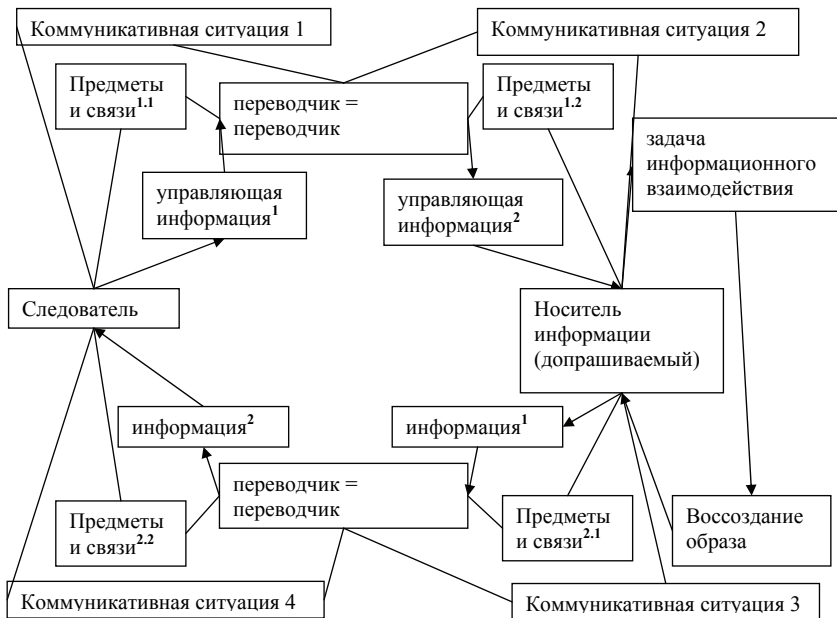 Коммуникативная ситуация 1
Коммуникативная ситуация 2
Предметы
и связи1.1
переводчик =
переводчик
Предметы
и связи1.2
задача
информационного
взаимодействия
управляющая
информация1
управляющая
информация2
Следователь
Носитель
информации
(допрашиваемый)
информация2
информация1
переводчик =
переводчик
Предметы
и связи2.2
Предметы
и связи2.1
Воссоздание
образа
Коммуникативная ситуация 4
Коммуникативная ситуация 3